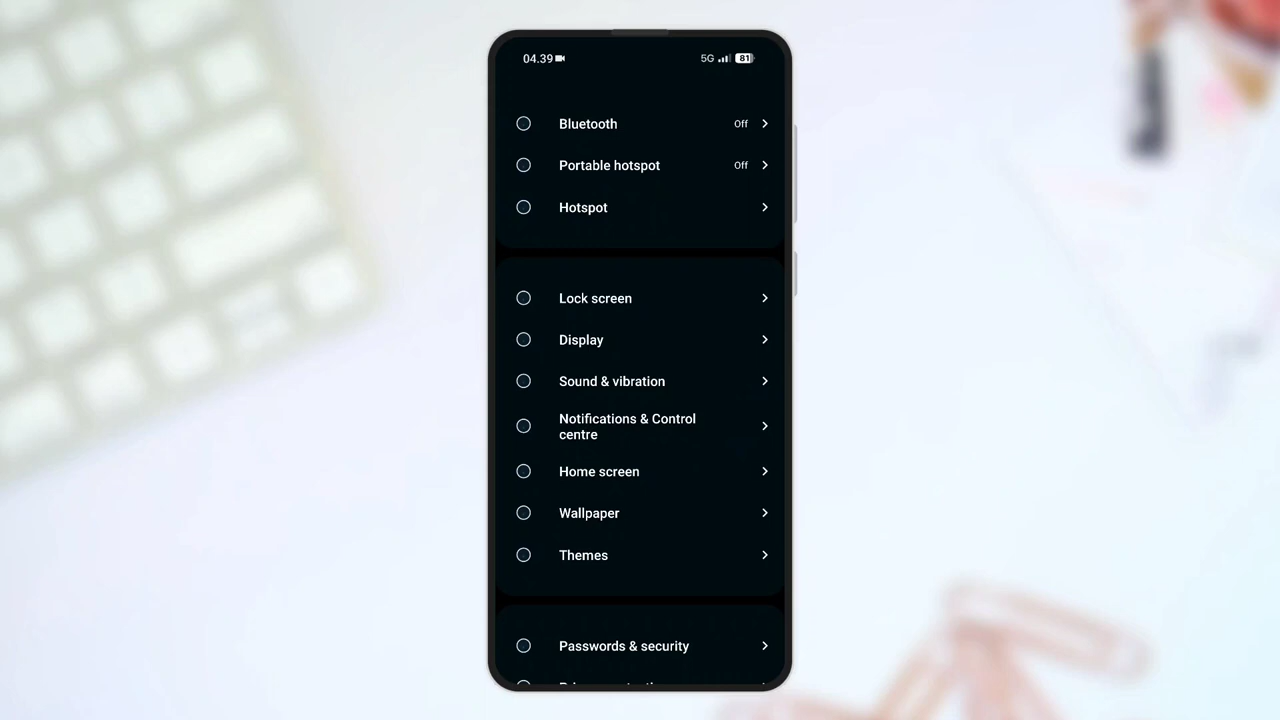 04.39
5G 81
Bluetooth Off
Portable hotspot Off
Hotspot
Lock screen
Display
Sound & vibration
Notifications & Control
centre
Home screen
Wallpaper
Themes
Passwords & security